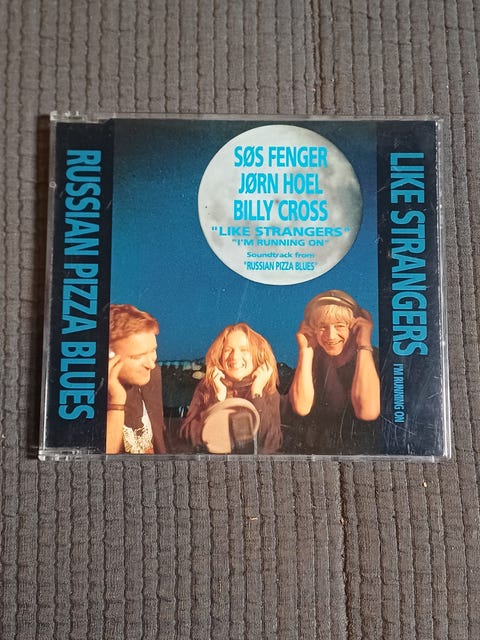 RUSSIAN PIZZA BLUES
SØS FENGER
JØRN HOEL
BILLY CROSS
"LIKE STRANGERS"
"I'M RUNNING ON"
Soundtrack from
"RUSSIAN PIZZA BLUES"
LIKE STRANGERS I'M RUNNING ON